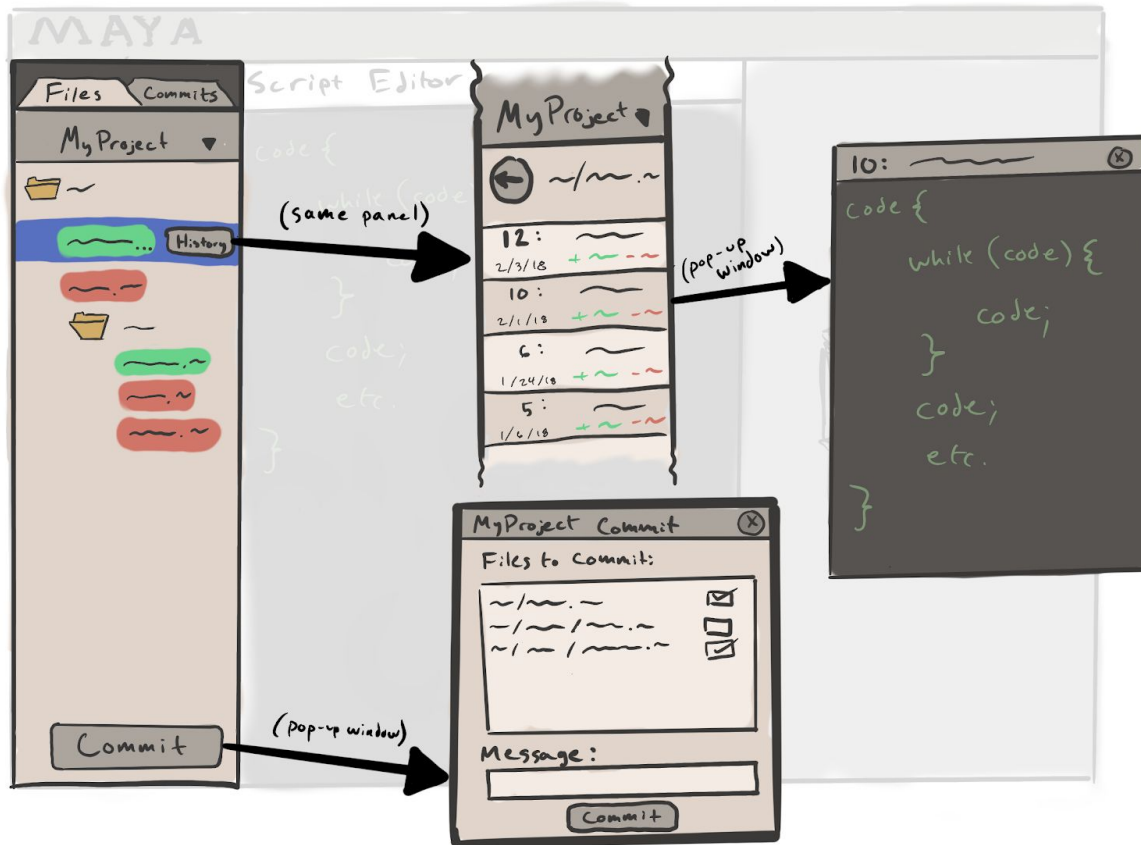 MAYA
Files Commits
MyProject ▼
History
Commit
Script Editor
code {
while (code)
}
code;
etc.
}
(same panel)
MyProject ▼
12:
2/3/18 + -
10:
2/1/18 + -
6:
1/24/18 + -
5:
1/6/18 + -
(pop-up
window)
10:
code {
while (code) {
code;
}
code;
etc.
}
(pop-up window)
MyProject Commit
Files to Commit:
Message:
Commit